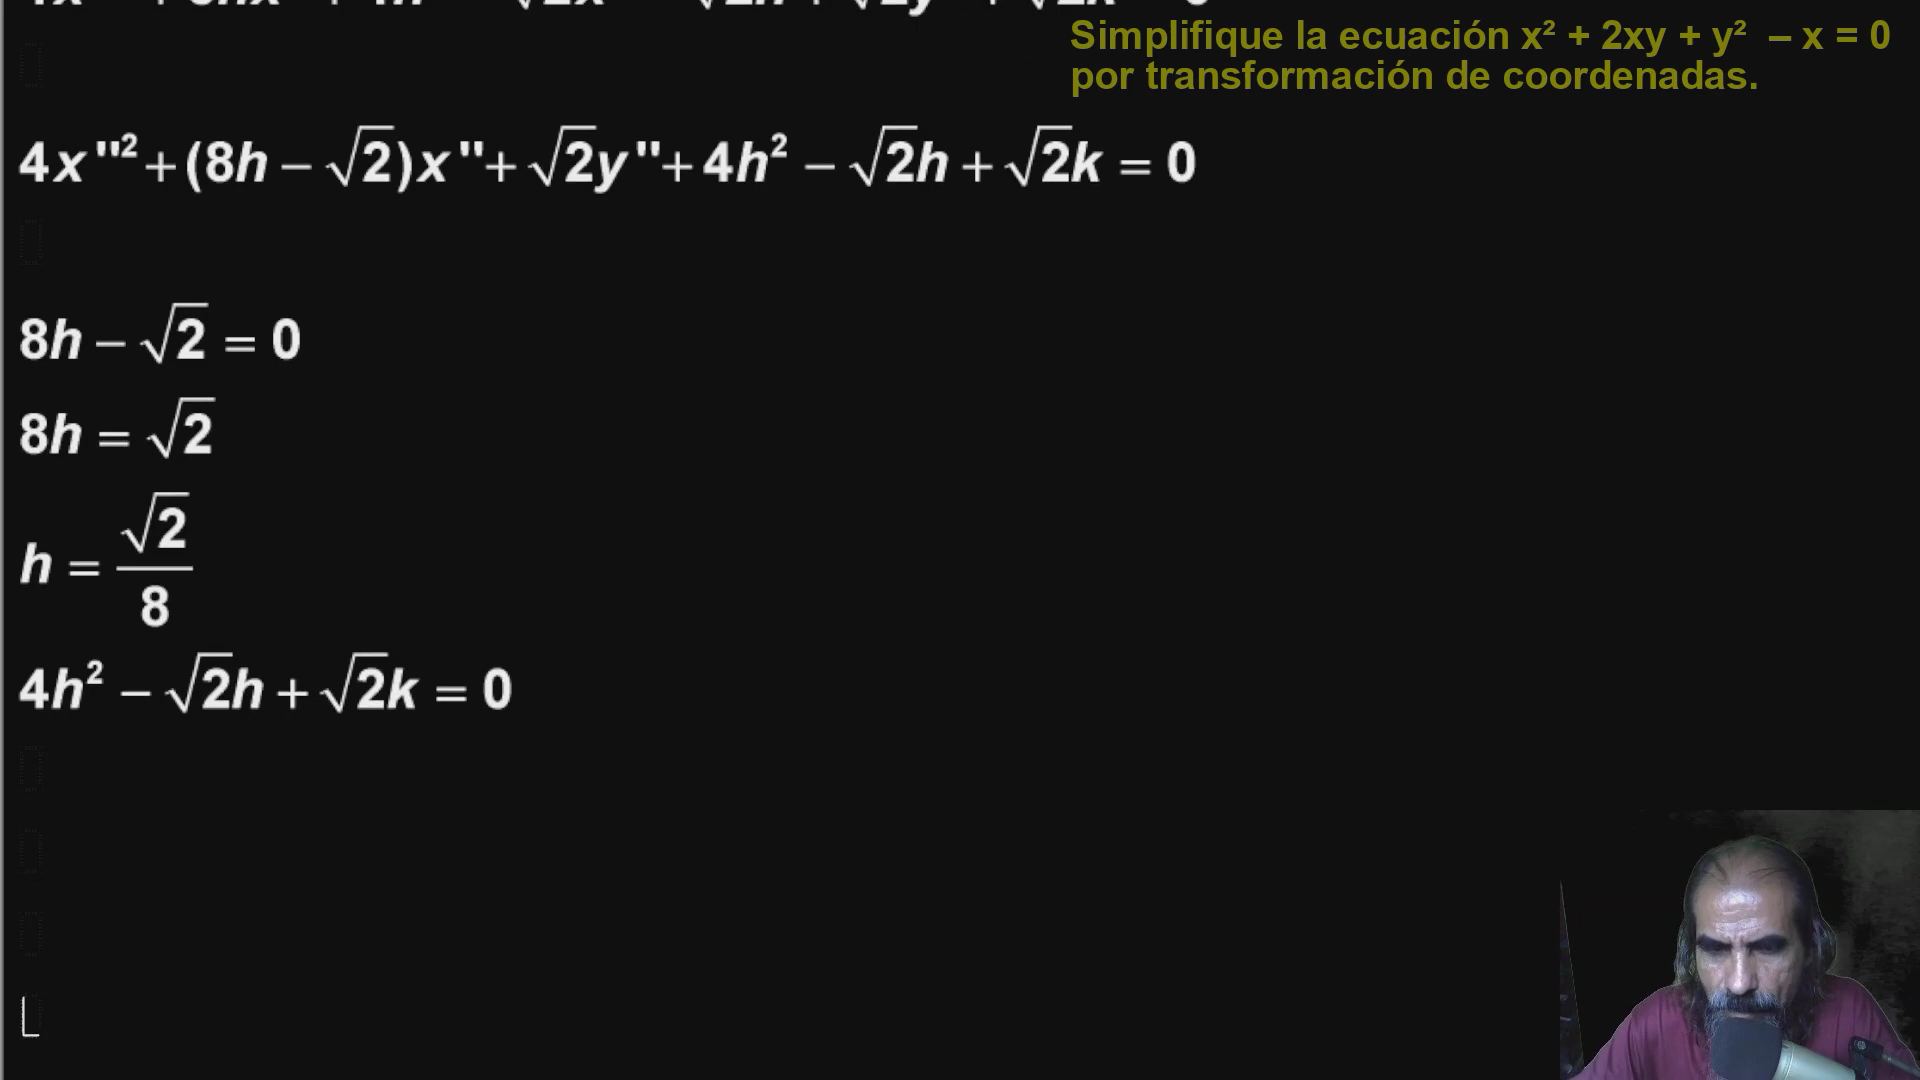 Simplifique la ecuación x² + 2xy + y² – x = 0
por transformación de coordenadas.
4x''² + (8h – √2)x'' + √2y'' + 4h² – √2h + √2k = 0
8h – √2 = 0
8h = √2
h = √2/8
4h² – √2h + √2k = 0